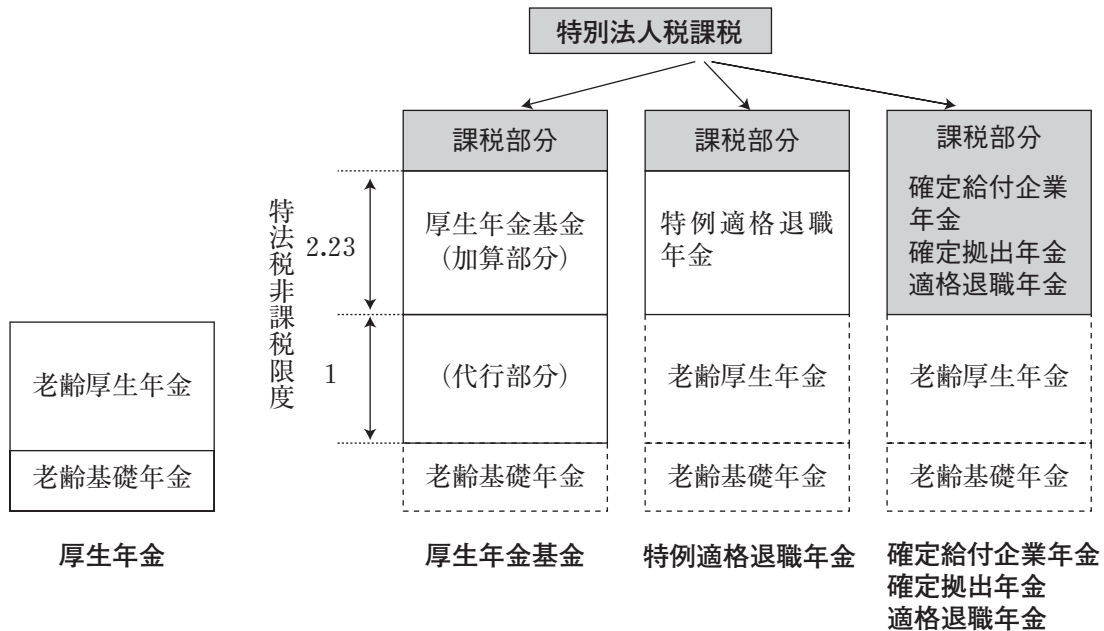 特別法人税課税
課税部分
厚生年金基金
（加算部分）
（代行部分）
老齢基礎年金
課税部分
特例適格退職
年金
老齢厚生年金
老齢基礎年金
課税部分
確定給付企業
年金
確定拠出年金
適格退職年金
老齢厚生年金
老齢基礎年金
特法税非課税限度
2.23
1
老齢厚生年金
老齢基礎年金
厚生年金
厚生年金基金
特例適格退職年金
確定給付企業年金
確定拠出年金
適格退職年金